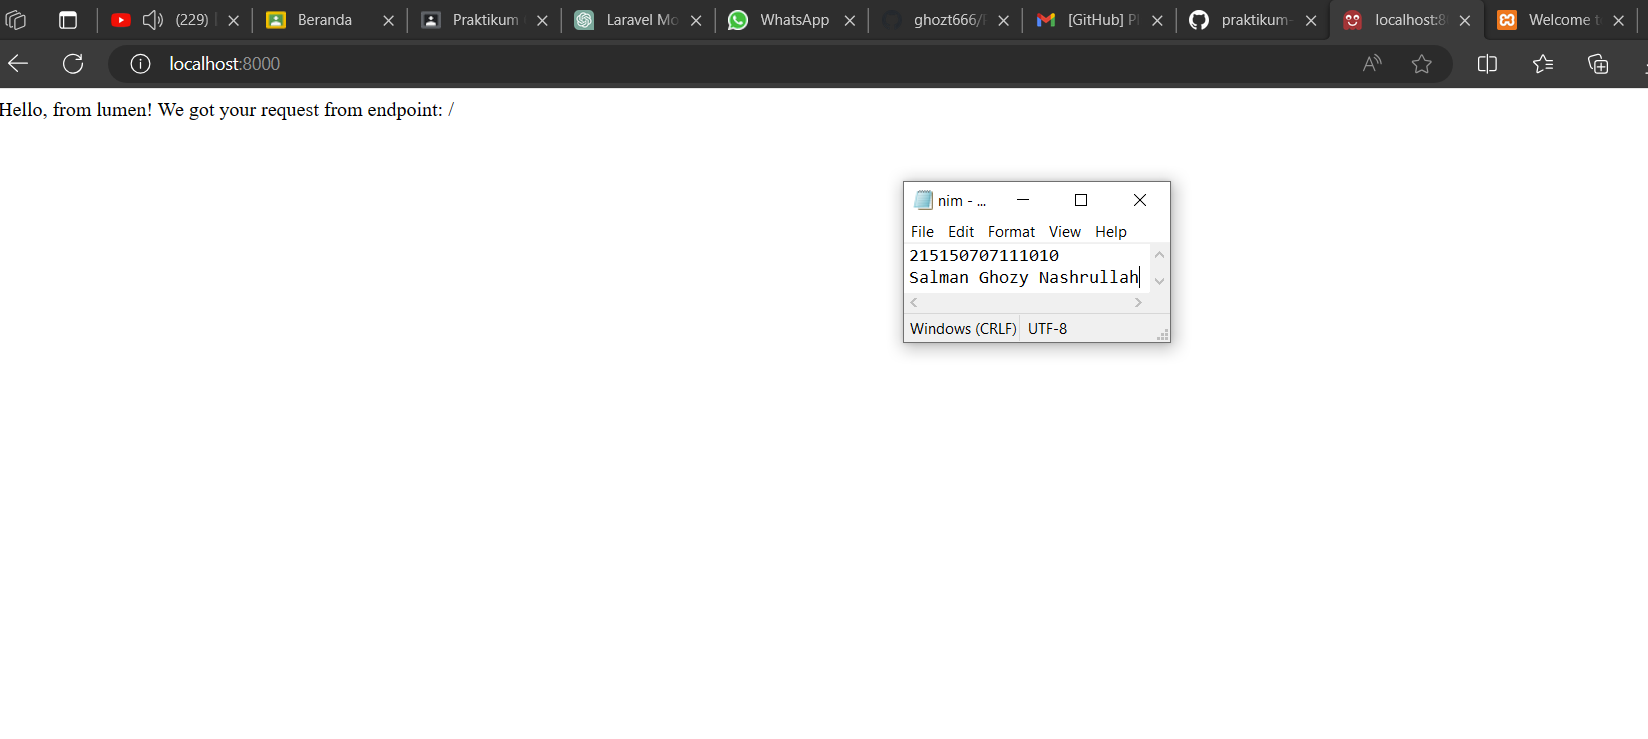 (229)
Beranda
Praktikum
Laravel Mo
WhatsApp
ghozt666/
[GitHub] Pl
praktikum-
localhost:8
Welcome t
localhost:8000
Hello, from lumen! We got your request from endpoint: /
nim - ...
File Edit Format View Help
215150707111010
Salman Ghozy Nashrullah
Windows (CRLF) UTF-8